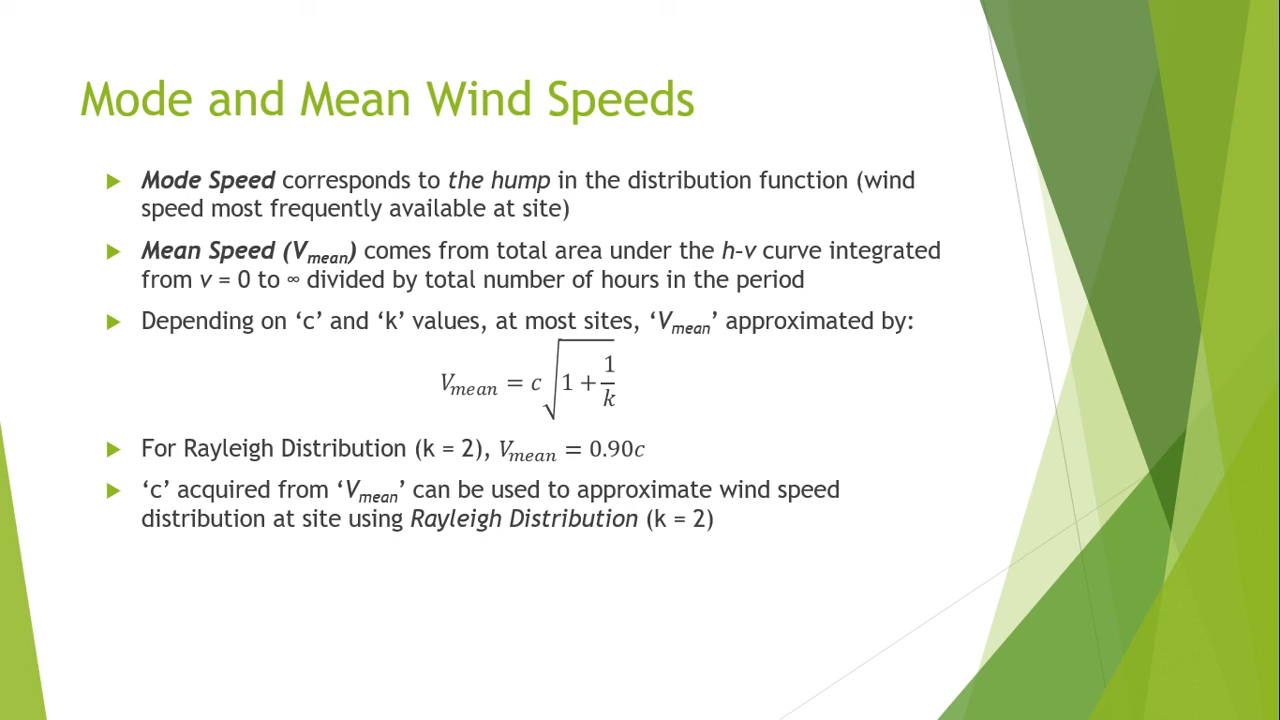 Mode and Mean Wind Speeds
Mode Speed corresponds to the hump in the distribution function (wind
speed most frequently available at site)
Mean Speed (Vmean) comes from total area under the h-v curve integrated
from v = 0 to ∞ divided by total number of hours in the period
Depending on ‘c’ and ‘k’ values, at most sites, ‘Vmean’ approximated by:
Vmean = c √(1 + 1/k)
For Rayleigh Distribution (k = 2), Vmean = 0.90c
‘c’ acquired from ‘Vmean’ can be used to approximate wind speed
distribution at site using Rayleigh Distribution (k = 2)